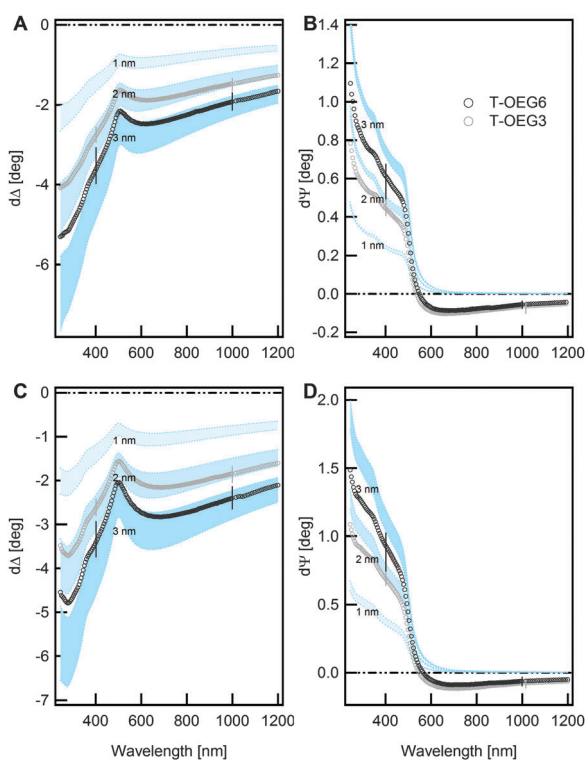 A
0
-2
-4
-6
dΔ [deg]
1 nm
2 nm
3 nm
400 600 800 1000 1200
B
1.4
1.2
1.0
0.8
0.6
0.4
0.2
0.0
-0.2
dΨ [deg]
T-OEG6
T-OEG3
3 nm
2 nm
1 nm
400 600 800 1000 1200
C
0
-1
-2
-3
-4
-5
-6
-7
dΔ [deg]
1 nm
2 nm
3 nm
400 600 800 1000 1200
Wavelength [nm]
D
2.0
1.5
1.0
0.5
0.0
dΨ [deg]
3 nm
2 nm
1 nm
400 600 800 1000 1200
Wavelength [nm]